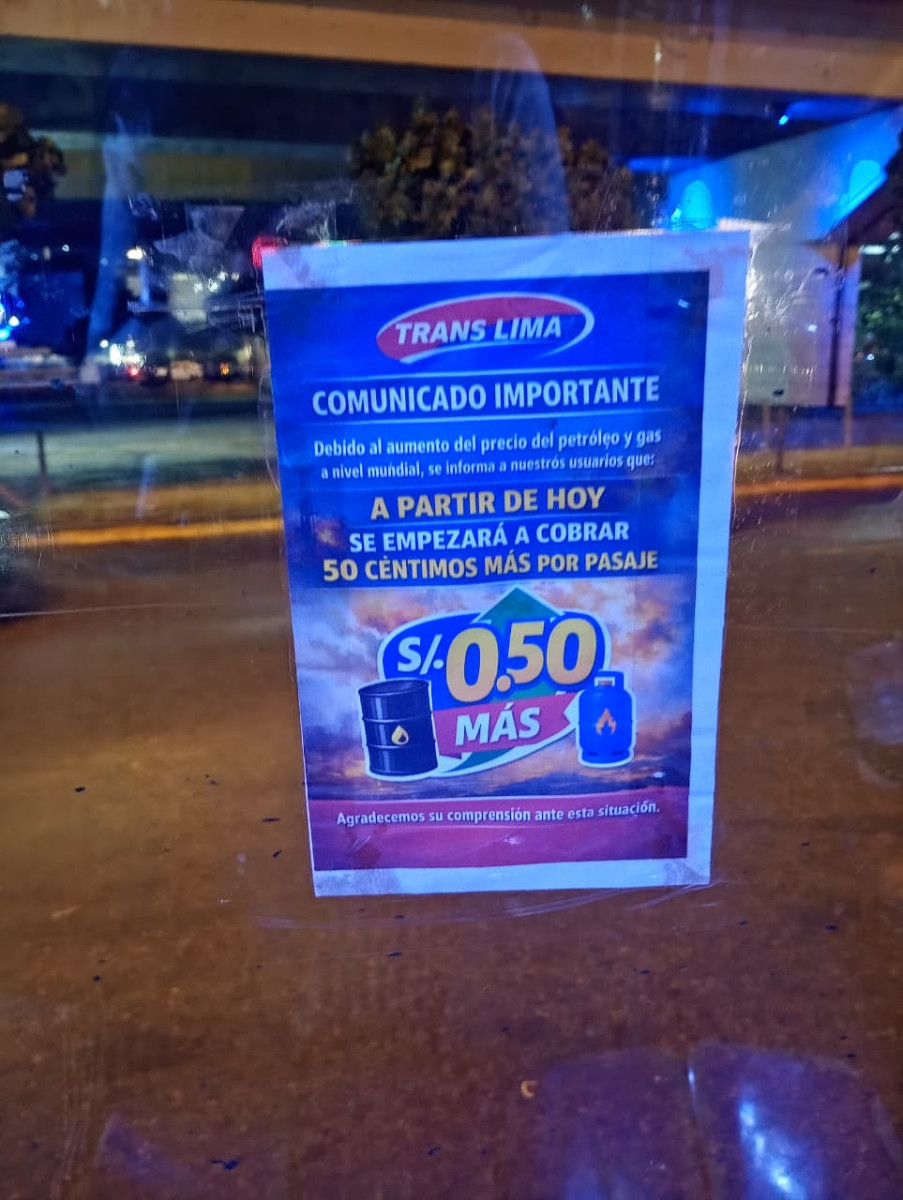 TRANS LIMA
COMUNICADO IMPORTANTE
Debido al aumento del precio del petróleo y gas
a nivel mundial, se informa a nuestros usuarios que:
A PARTIR DE HOY
SE EMPEZARÁ A COBRAR
50 CÉNTIMOS MÁS POR PASAJE
S/. 0.50
MÁS
Agradecemos su comprensión ante esta situación.